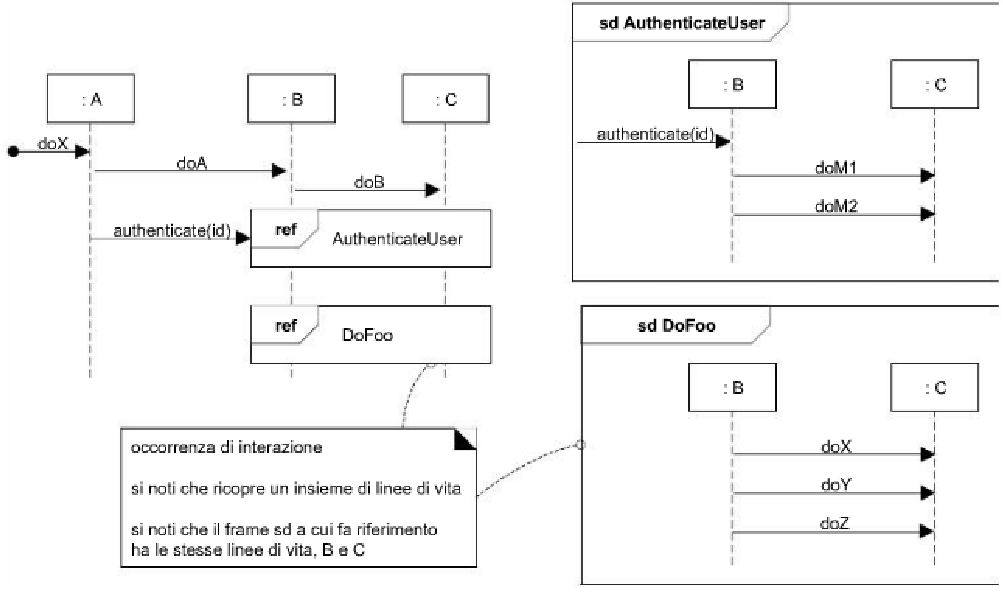 : A
: B
: C
doX
doA
doB
authenticate(id)
ref
AuthenticateUser
ref
DoFoo
occorrenza di interazione
si noti che ricopre un insieme di linee di vita
si noti che il frame sd a cui fa riferimento
ha le stesse linee di vita, B e C
sd AuthenticateUser
: B
: C
authenticate(id)
doM1
doM2
sd DoFoo
: B
: C
doX
doY
doZ